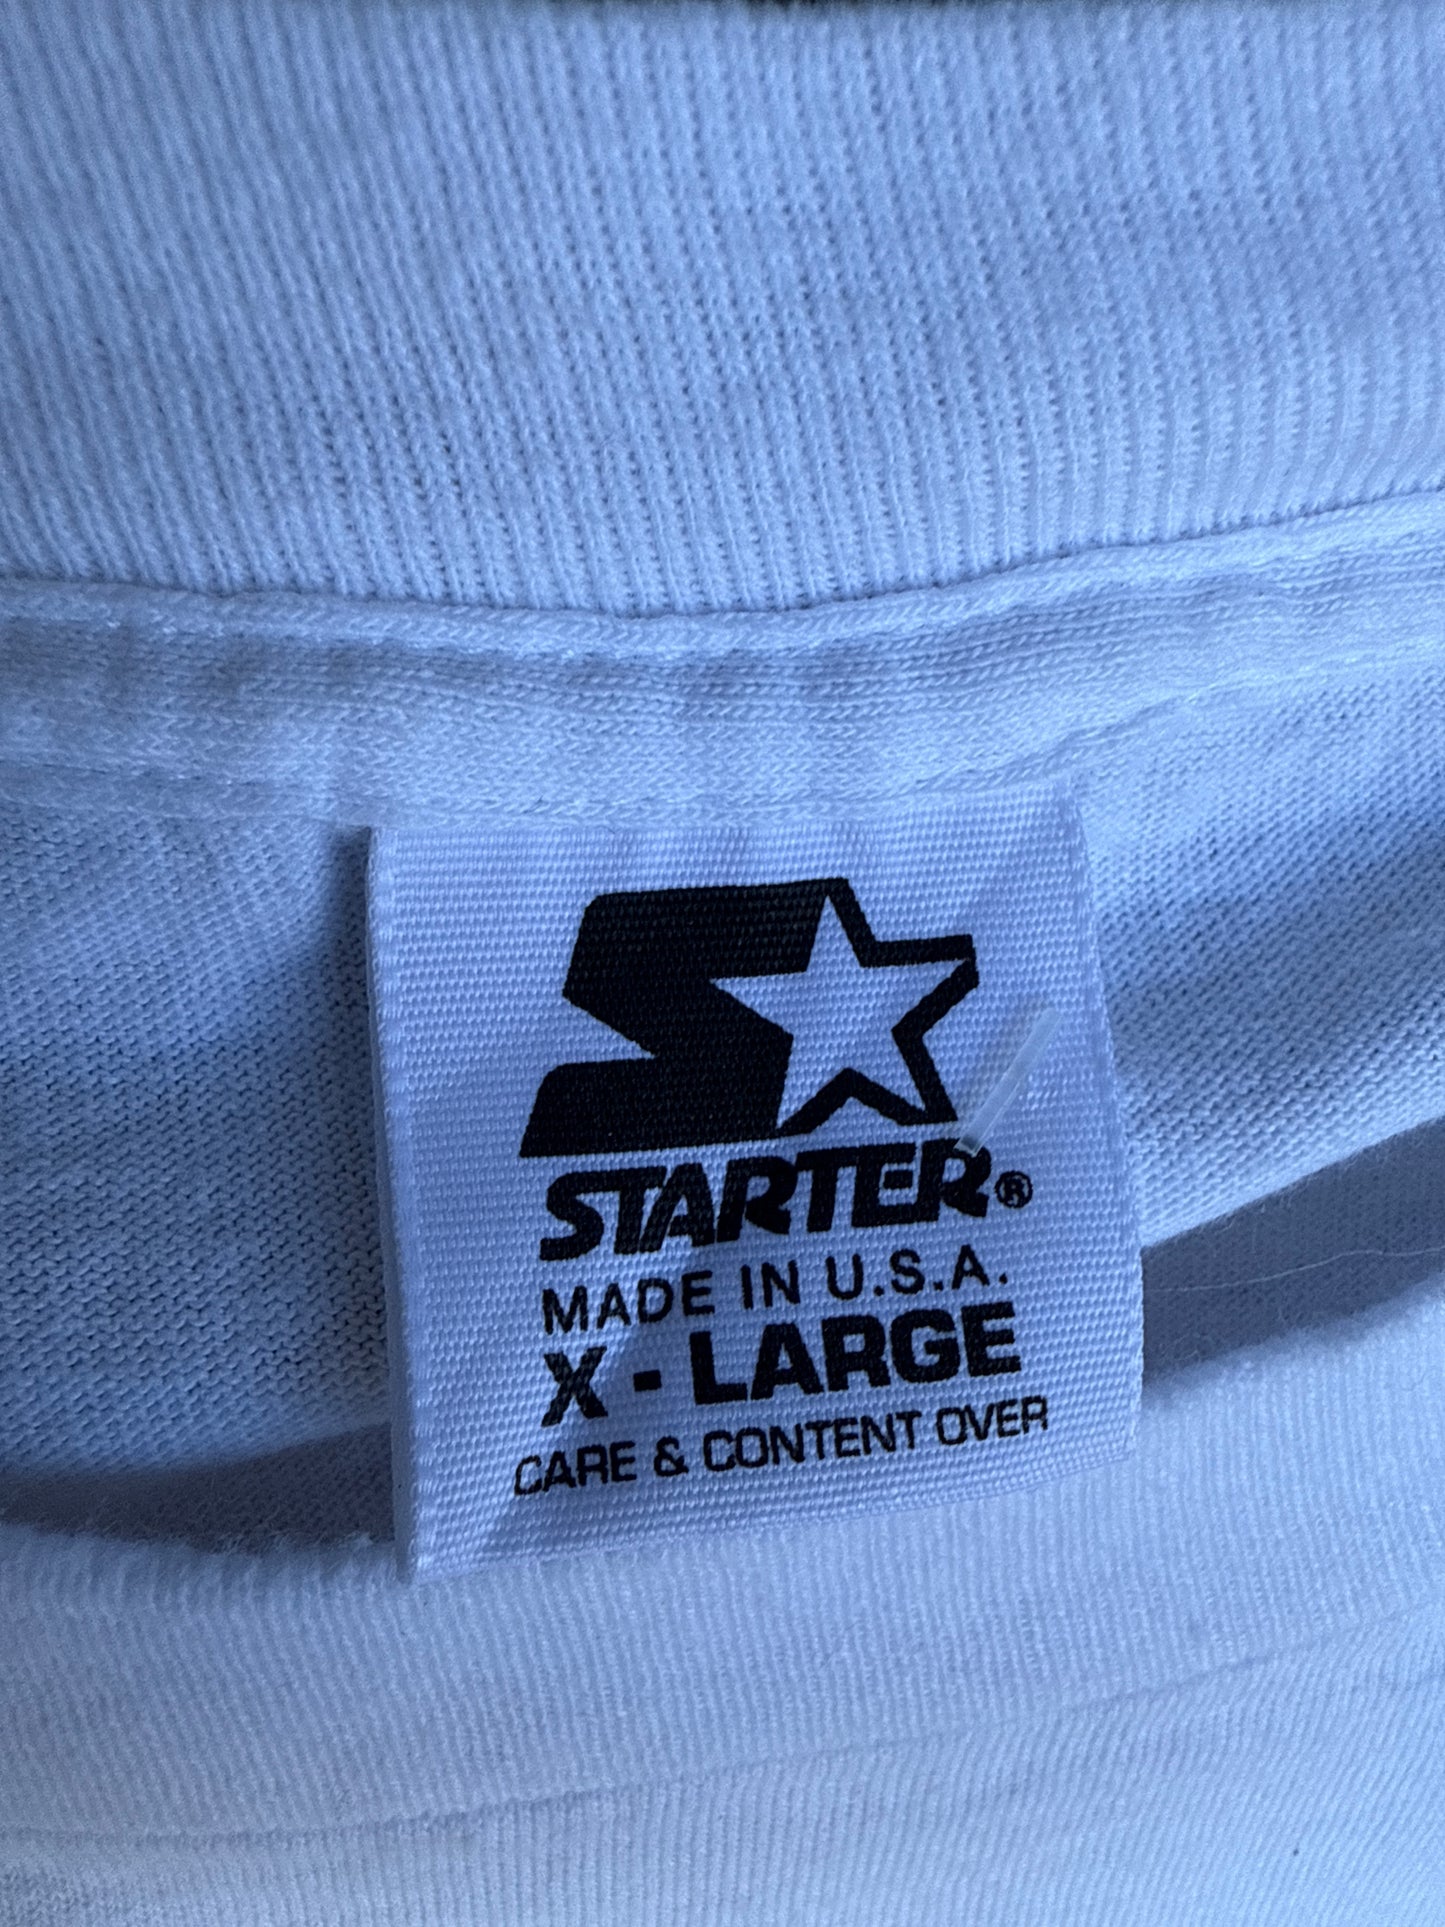 STARTER®
MADE IN U.S.A.
X - LARGE
CARE & CONTENT OVER